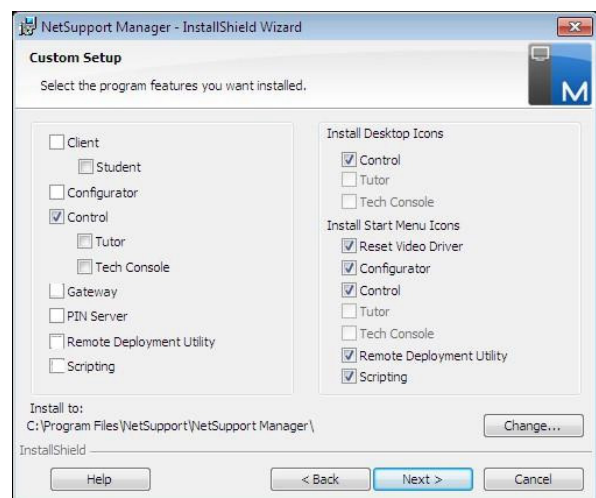 NetSupport Manager - InstallShield Wizard
Custom Setup
Select the program features you want installed.
M
Client
Student
Configurator
Control
Tutor
Tech Console
Gateway
PIN Server
Remote Deployment Utility
Scripting
Install Desktop Icons
Control
Tutor
Tech Console
Install Start Menu Icons
Reset Video Driver
Configurator
Control
Tutor
Tech Console
Remote Deployment Utility
Scripting
Install to:
C:\Program Files\NetSupport\NetSupport Manager\
Change...
InstallShield
Help
< Back
Next >
Cancel